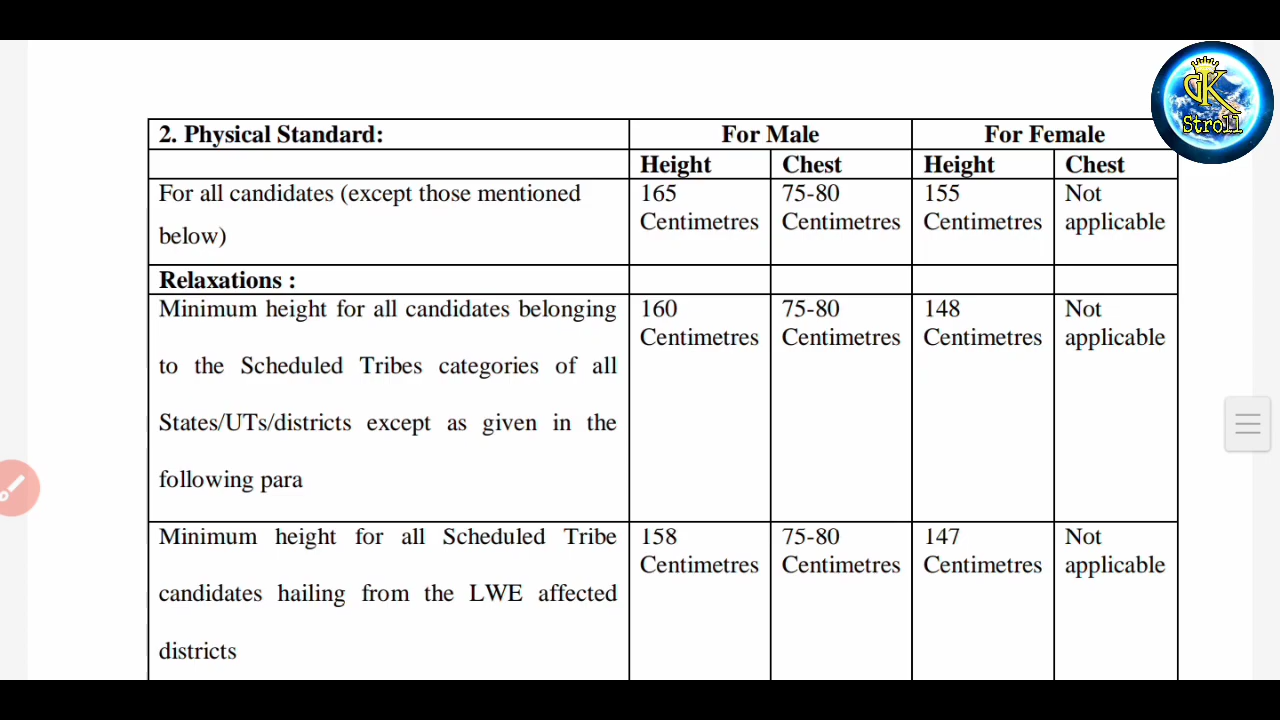 GK
Stroll
2. Physical Standard: For Male For Female
Height Chest Height Chest
For all candidates (except those mentioned
below)
165
Centimetres
75-80
Centimetres
155
Centimetres
Not
applicable
Relaxations :
Minimum height for all candidates belonging
to the Scheduled Tribes categories of all
States/UTs/districts except as given in the
following para
160
Centimetres
75-80
Centimetres
148
Centimetres
Not
applicable
Minimum height for all Scheduled Tribe
candidates hailing from the LWE affected
districts
158
Centimetres
75-80
Centimetres
147
Centimetres
Not
applicable